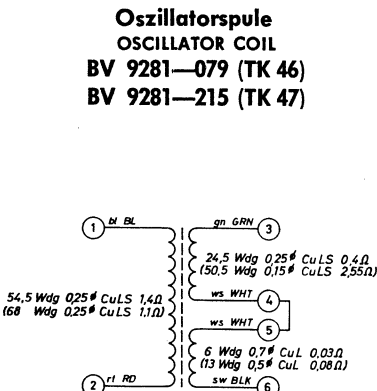 Oszillatorspule
OSCILLATOR COIL
BV 9281—079 (TK 46)
BV 9281—215 (TK 47)
1 bl BL
gn GRN 3
24,5 Wdg 0,25⌀ CuLS 0,4Ω
(50,5 Wdg 0,15⌀ CuLS 2,55Ω)
ws WHT 4
54,5 Wdg 0,25⌀ CuLS 1,4Ω
(68 Wdg 0,25⌀ CuLS 1,1Ω)
ws WHT 5
6 Wdg 0,7⌀ CuL 0,03Ω
(13 Wdg 0,5⌀ CuL 0,08Ω)
2 rt RD
sw BLK 6